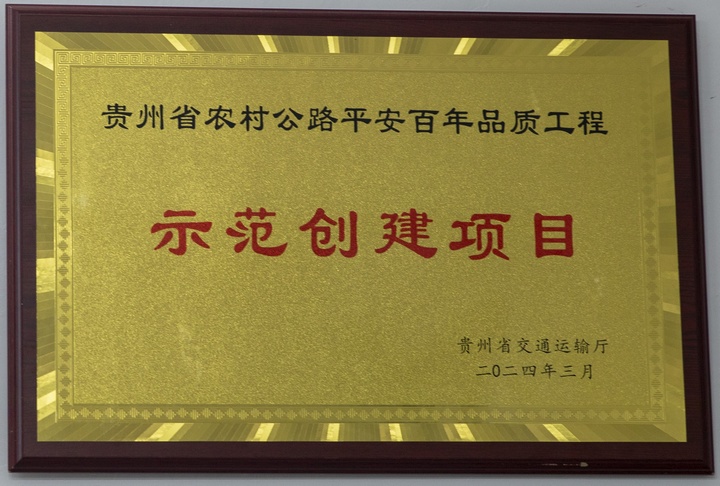 贵州省农村公路平安百年品质工程
示范创建项目
贵州省交通运输厅
二0二四年三月